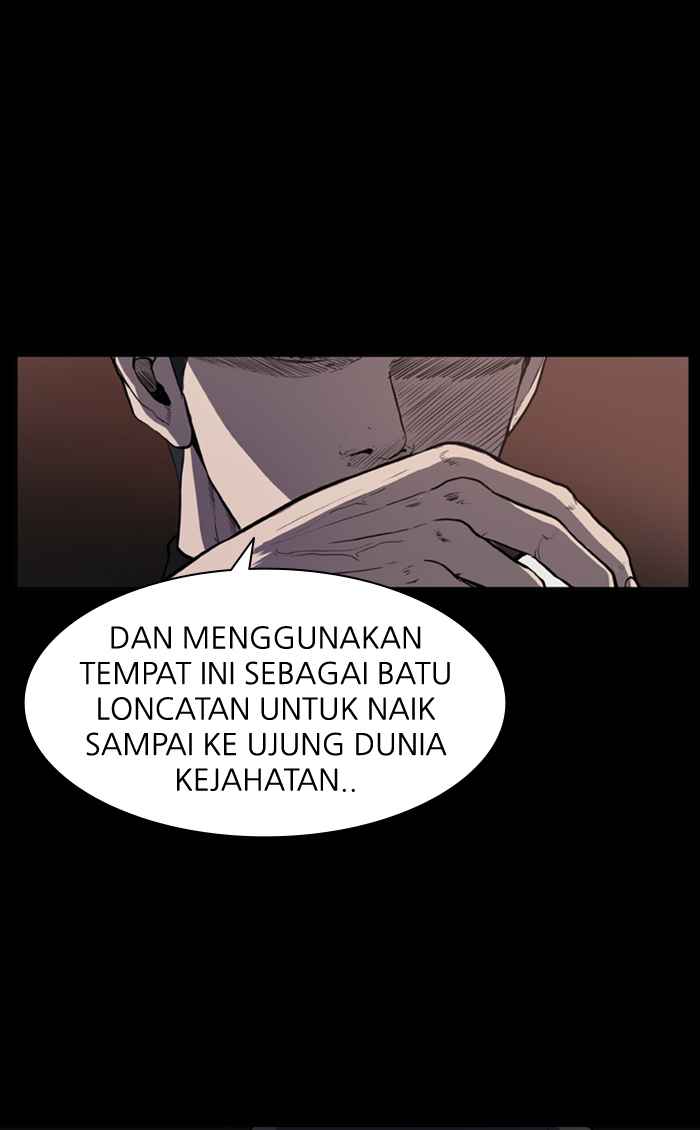 DAN MENGGUNAKAN
TEMPAT INI SEBAGAI BATU
LONCATAN UNTUK NAIK
SAMPAI KE UJUNG DUNIA
KEJAHATAN..